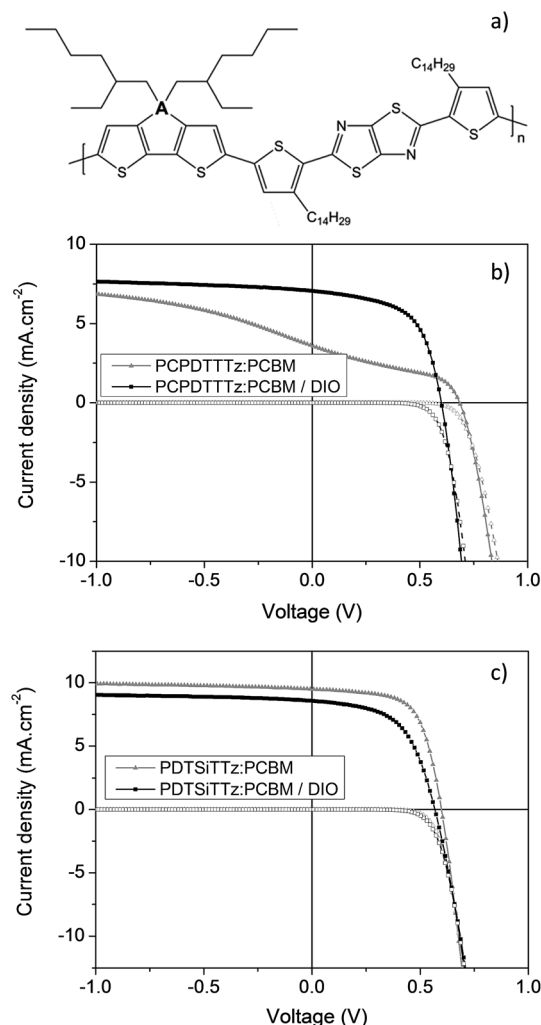 a)
A
C14H29
N
S
S
S
S
S
S
N
n
S
C14H29
b)
Current density (mA.cm-2)
10
5
0
-5
-10
PCPDTTTz:PCBM
PCPDTTTz:PCBM / DIO
-1.0 -0.5 0.0 0.5 1.0
Voltage (V)
c)
Current density (mA.cm-2)
10
5
0
-5
-10
PDTSiTTz:PCBM
PDTSiTTz:PCBM / DIO
-1.0 -0.5 0.0 0.5 1.0
Voltage (V)